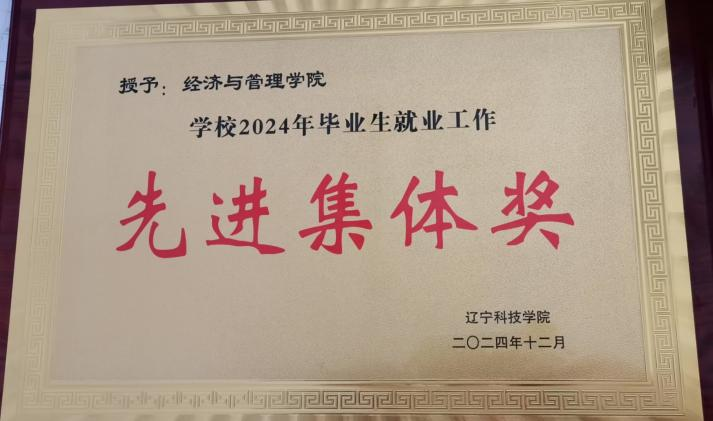 授予：经济与管理学院
学校2024年毕业生就业工作
先进集体奖
辽宁科技学院
二〇二四年十二月